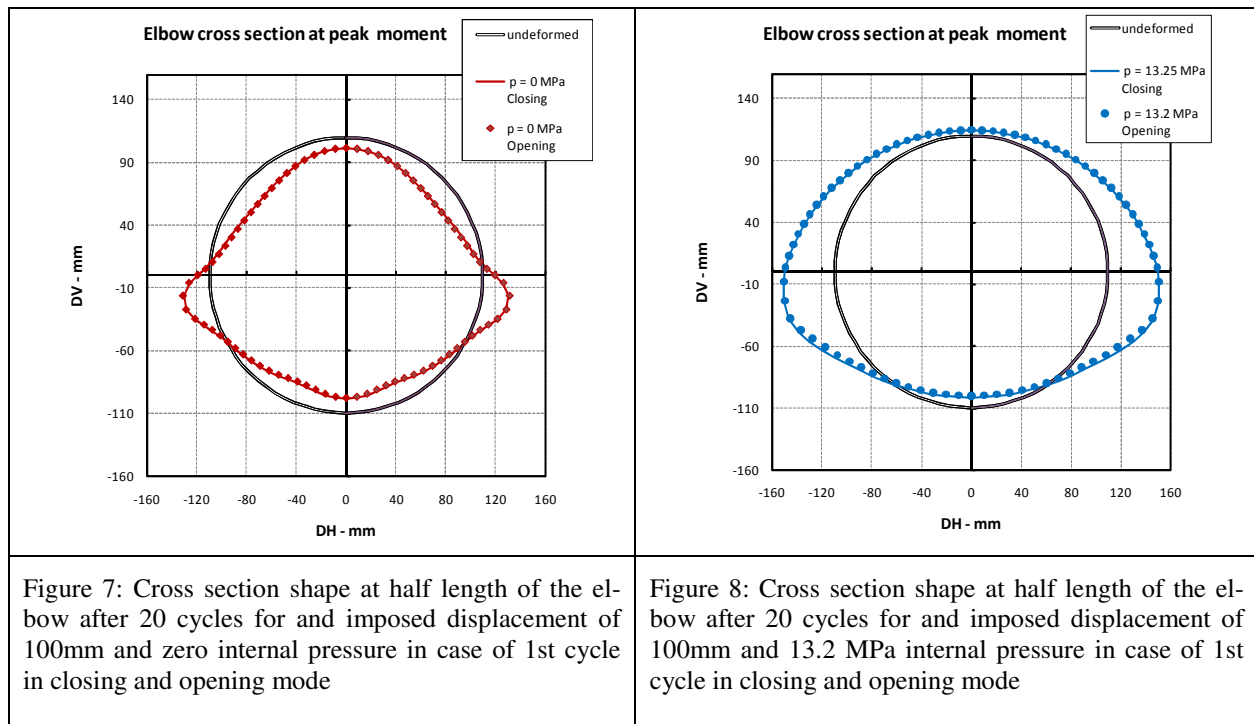 Elbow cross section at peak moment
undeformed
p = 0 MPa
Closing
p = 0 MPa
Opening
140
90
40
-10
-60
-110
-160
DV - mm
-160 -120 -80 -40 0 40 80 120 160
DH - mm
Figure 7: Cross section shape at half length of the el-
bow after 20 cycles for and imposed displacement of
100mm and zero internal pressure in case of 1st cycle
in closing and opening mode
Elbow cross section at peak moment
undeformed
p = 13.25 MPa
Closing
p = 13.2 MPa
Opening
140
90
40
-10
-60
-110
-160
DV - mm
-160 -120 -80 -40 0 40 80 120 160
DH - mm
Figure 8: Cross section shape at half length of the el-
bow after 20 cycles for and imposed displacement of
100mm and 13.2 MPa internal pressure in case of 1st
cycle in closing and opening mode